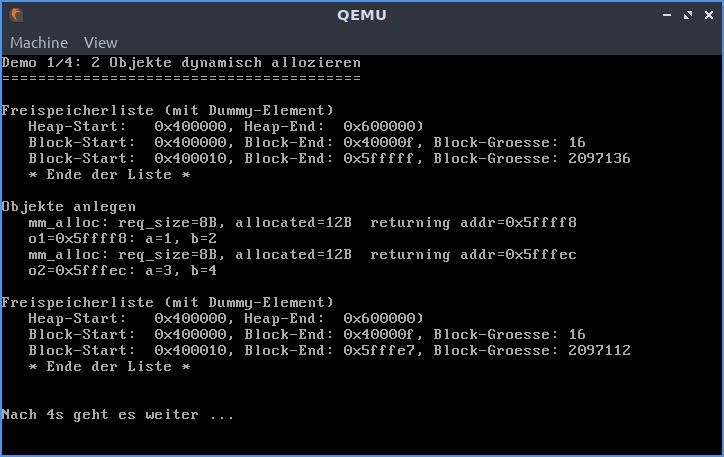 QEMU
Machine View
Demo 1/4: 2 Objekte dynamisch allozieren
========================================
Freispeicherliste (mit Dummy-Element)
Heap-Start: 0x400000, Heap-End: 0x600000)
Block-Start: 0x400000, Block-End: 0x40000f, Block-Groesse: 16
Block-Start: 0x400010, Block-End: 0x5fffff, Block-Groesse: 2097136
* Ende der Liste *
Objekte anlegen
mm_alloc: req_size=8B, allocated=12B returning addr=0x5ffff8
o1=0x5ffff8: a=1, b=2
mm_alloc: req_size=8B, allocated=12B returning addr=0x5fffec
o2=0x5fffec: a=3, b=4
Freispeicherliste (mit Dummy-Element)
Heap-Start: 0x400000, Heap-End: 0x600000)
Block-Start: 0x400000, Block-End: 0x40000f, Block-Groesse: 16
Block-Start: 0x400010, Block-End: 0x5fffe7, Block-Groesse: 2097112
* Ende der Liste *
Nach 4s geht es weiter ...